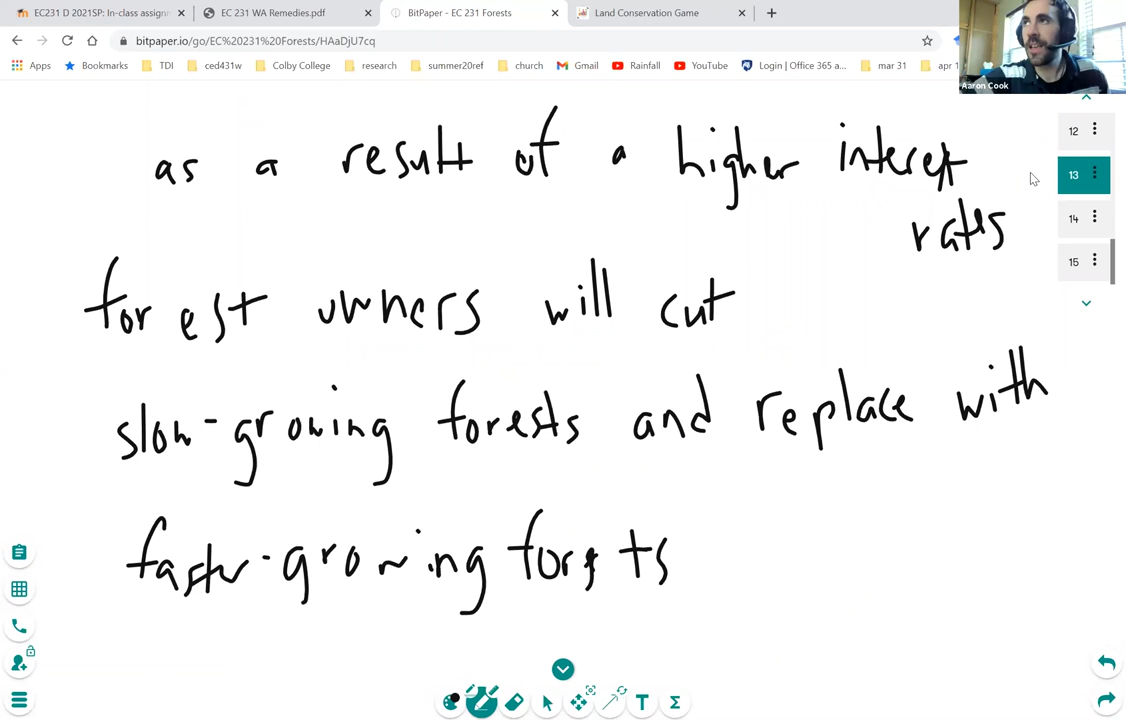 EC231 D 2021SP: In-class assignm
EC 231 WA Remedies.pdf
BitPaper - EC 231 Forests
Land Conservation Game
bitpaper.io/go/EC%20231%20Forests/HAaDjU7cq
Apps
Bookmarks
TDI
ced431w
Colby College
research
summer20ref
church
Gmail
Rainfall
YouTube
Login | Office 365 a...
mar 31
apr 1
Aaron Cook
12
13
14
15
as a result of a higher interest
rates
forest owners will cut
slow-growing forests and replace with
faster-growing forests
T
Σ